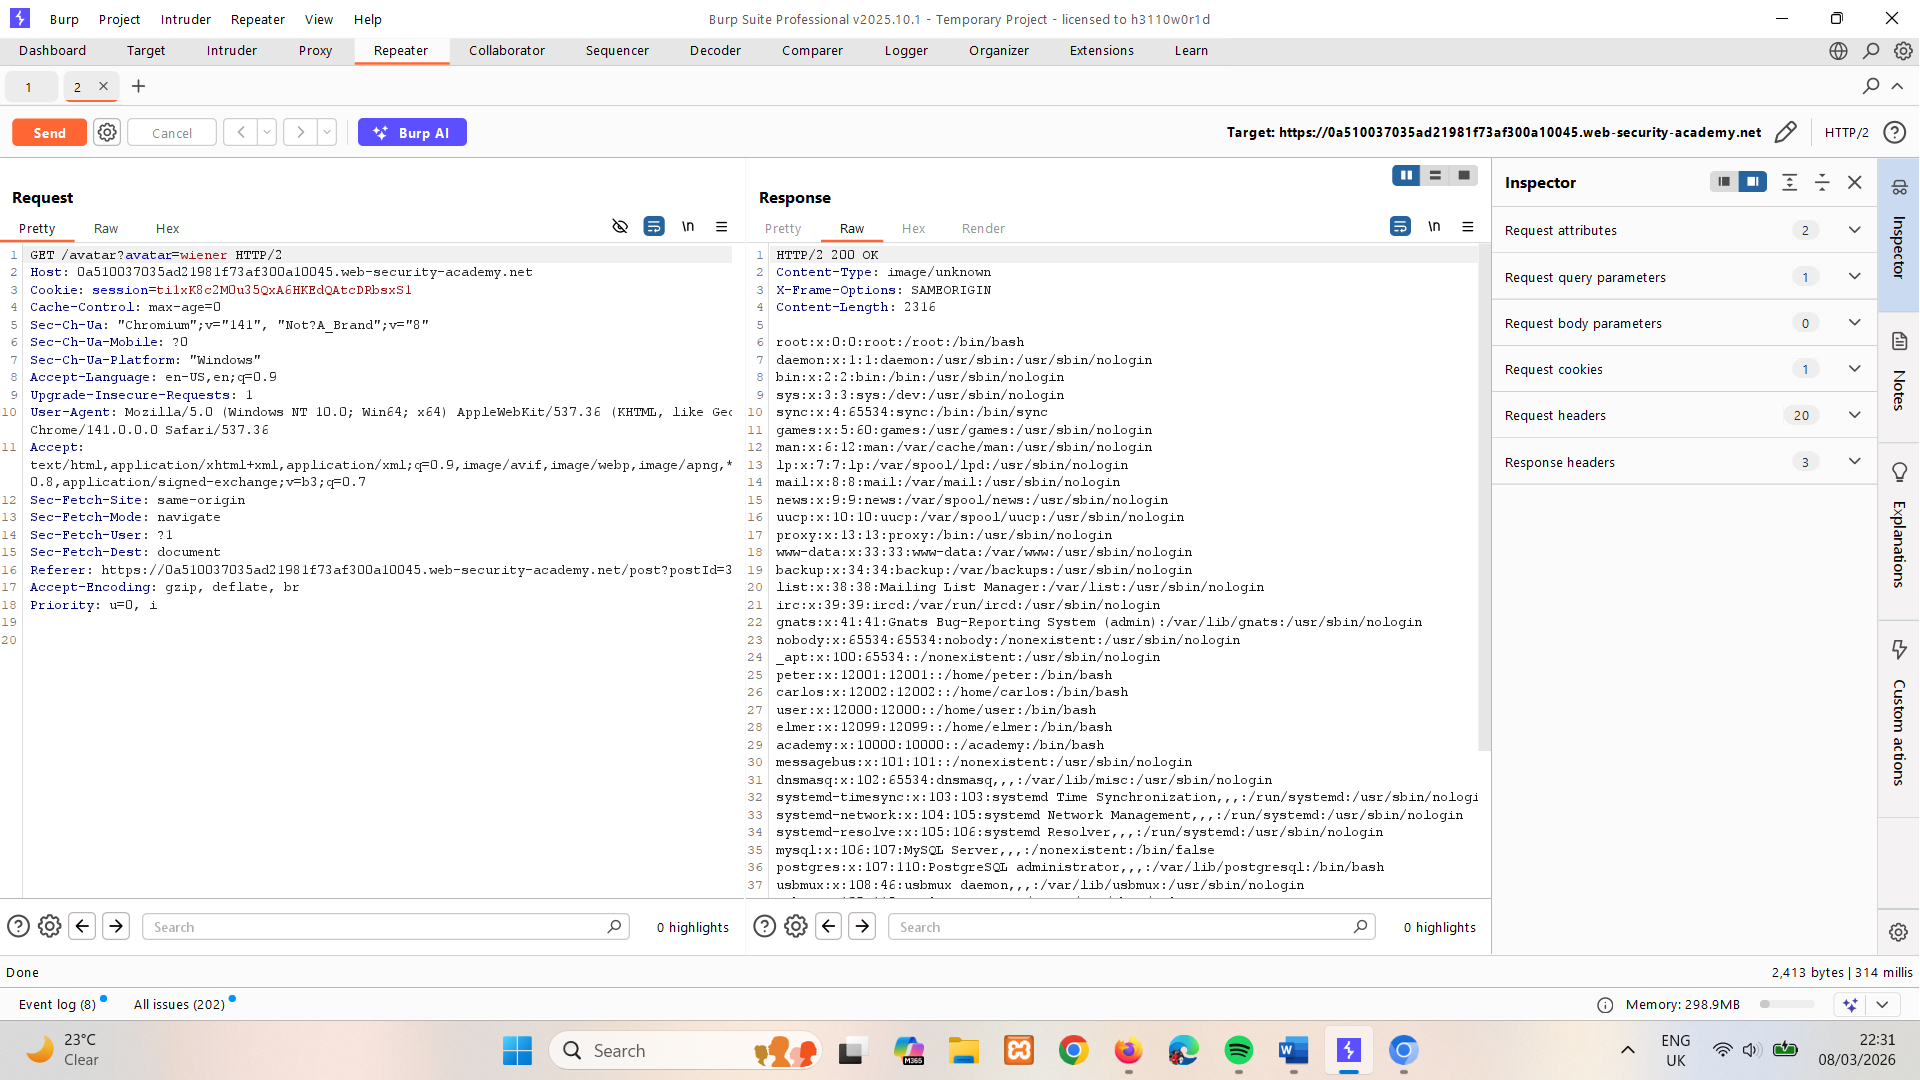 Burp Project Intruder Repeater View Help
Burp Suite Professional v2025.10.1 - Temporary Project - licensed to h3110w0r1d
Dashboard Target Intruder Proxy Repeater Collaborator Sequencer Decoder Comparer Logger Organizer Extensions Learn
1 2
Send Cancel Burp AI
Target: https://0a510037035ad21981f73af300a10045.web-security-academy.net HTTP/2
Request
Pretty Raw Hex \n
1 GET /avatar?avatar=wiener HTTP/2
2 Host: 0a510037035ad21981f73af300a10045.web-security-academy.net
3 Cookie: session=ti1xK8c2M0u35QxA6HKEdQAtcDRbsxS1
4 Cache-Control: max-age=0
5 Sec-Ch-Ua: "Chromium";v="141", "Not?A_Brand";v="8"
6 Sec-Ch-Ua-Mobile: ?0
7 Sec-Ch-Ua-Platform: "Windows"
8 Accept-Language: en-US,en;q=0.9
9 Upgrade-Insecure-Requests: 1
10 User-Agent: Mozilla/5.0 (Windows NT 10.0; Win64; x64) AppleWebKit/537.36 (KHTML, like Gec
Chrome/141.0.0.0 Safari/537.36
11 Accept:
text/html,application/xhtml+xml,application/xml;q=0.9,image/avif,image/webp,image/apng,*
0.8,application/signed-exchange;v=b3;q=0.7
12 Sec-Fetch-Site: same-origin
13 Sec-Fetch-Mode: navigate
14 Sec-Fetch-User: ?1
15 Sec-Fetch-Dest: document
16 Referer: https://0a510037035ad21981f73af300a10045.web-security-academy.net/post?postId=3
17 Accept-Encoding: gzip, deflate, br
18 Priority: u=0, i
19
20
Search 0 highlights
Response
Pretty Raw Hex Render \n
1 HTTP/2 200 OK
2 Content-Type: image/unknown
3 X-Frame-Options: SAMEORIGIN
4 Content-Length: 2316
5
6 root:x:0:0:root:/root:/bin/bash
7 daemon:x:1:1:daemon:/usr/sbin:/usr/sbin/nologin
8 bin:x:2:2:bin:/bin:/usr/sbin/nologin
9 sys:x:3:3:sys:/dev:/usr/sbin/nologin
10 sync:x:4:65534:sync:/bin:/bin/sync
11 games:x:5:60:games:/usr/games:/usr/sbin/nologin
12 man:x:6:12:man:/var/cache/man:/usr/sbin/nologin
13 lp:x:7:7:lp:/var/spool/lpd:/usr/sbin/nologin
14 mail:x:8:8:mail:/var/mail:/usr/sbin/nologin
15 news:x:9:9:news:/var/spool/news:/usr/sbin/nologin
16 uucp:x:10:10:uucp:/var/spool/uucp:/usr/sbin/nologin
17 proxy:x:13:13:proxy:/bin:/usr/sbin/nologin
18 www-data:x:33:33:www-data:/var/www:/usr/sbin/nologin
19 backup:x:34:34:backup:/var/backups:/usr/sbin/nologin
20 list:x:38:38:Mailing List Manager:/var/list:/usr/sbin/nologin
21 irc:x:39:39:ircd:/var/run/ircd:/usr/sbin/nologin
22 gnats:x:41:41:Gnats Bug-Reporting System (admin):/var/lib/gnats:/usr/sbin/nologin
23 nobody:x:65534:65534:nobody:/nonexistent:/usr/sbin/nologin
24 _apt:x:100:65534::/nonexistent:/usr/sbin/nologin
25 peter:x:12001:12001::/home/peter:/bin/bash
26 carlos:x:12002:12002::/home/carlos:/bin/bash
27 user:x:12000:12000::/home/user:/bin/bash
28 elmer:x:12099:12099::/home/elmer:/bin/bash
29 academy:x:10000:10000::/academy:/bin/bash
30 messagebus:x:101:101::/nonexistent:/usr/sbin/nologin
31 dnsmasq:x:102:65534:dnsmasq,,,:/var/lib/misc:/usr/sbin/nologin
32 systemd-timesync:x:103:103:systemd Time Synchronization,,,:/run/systemd:/usr/sbin/nologi
33 systemd-network:x:104:105:systemd Network Management,,,:/run/systemd:/usr/sbin/nologin
34 systemd-resolve:x:105:106:systemd Resolver,,,:/run/systemd:/usr/sbin/nologin
35 mysql:x:106:107:MySQL Server,,,:/nonexistent:/bin/false
36 postgres:x:107:110:PostgreSQL administrator,,,:/var/lib/postgresql:/bin/bash
37 usbmux:x:108:46:usbmux daemon,,,:/var/lib/usbmux:/usr/sbin/nologin
Search 0 highlights
Inspector
Request attributes 2
Request query parameters 1
Request body parameters 0
Request cookies 1
Request headers 20
Response headers 3
Inspector
Notes
Explanations
Custom actions
Done
2,413 bytes | 314 millis
Event log (8) All issues (202)
Memory: 298.9MB
23°C
Clear
Search
M365
ENG
UK
22:31
08/03/2026